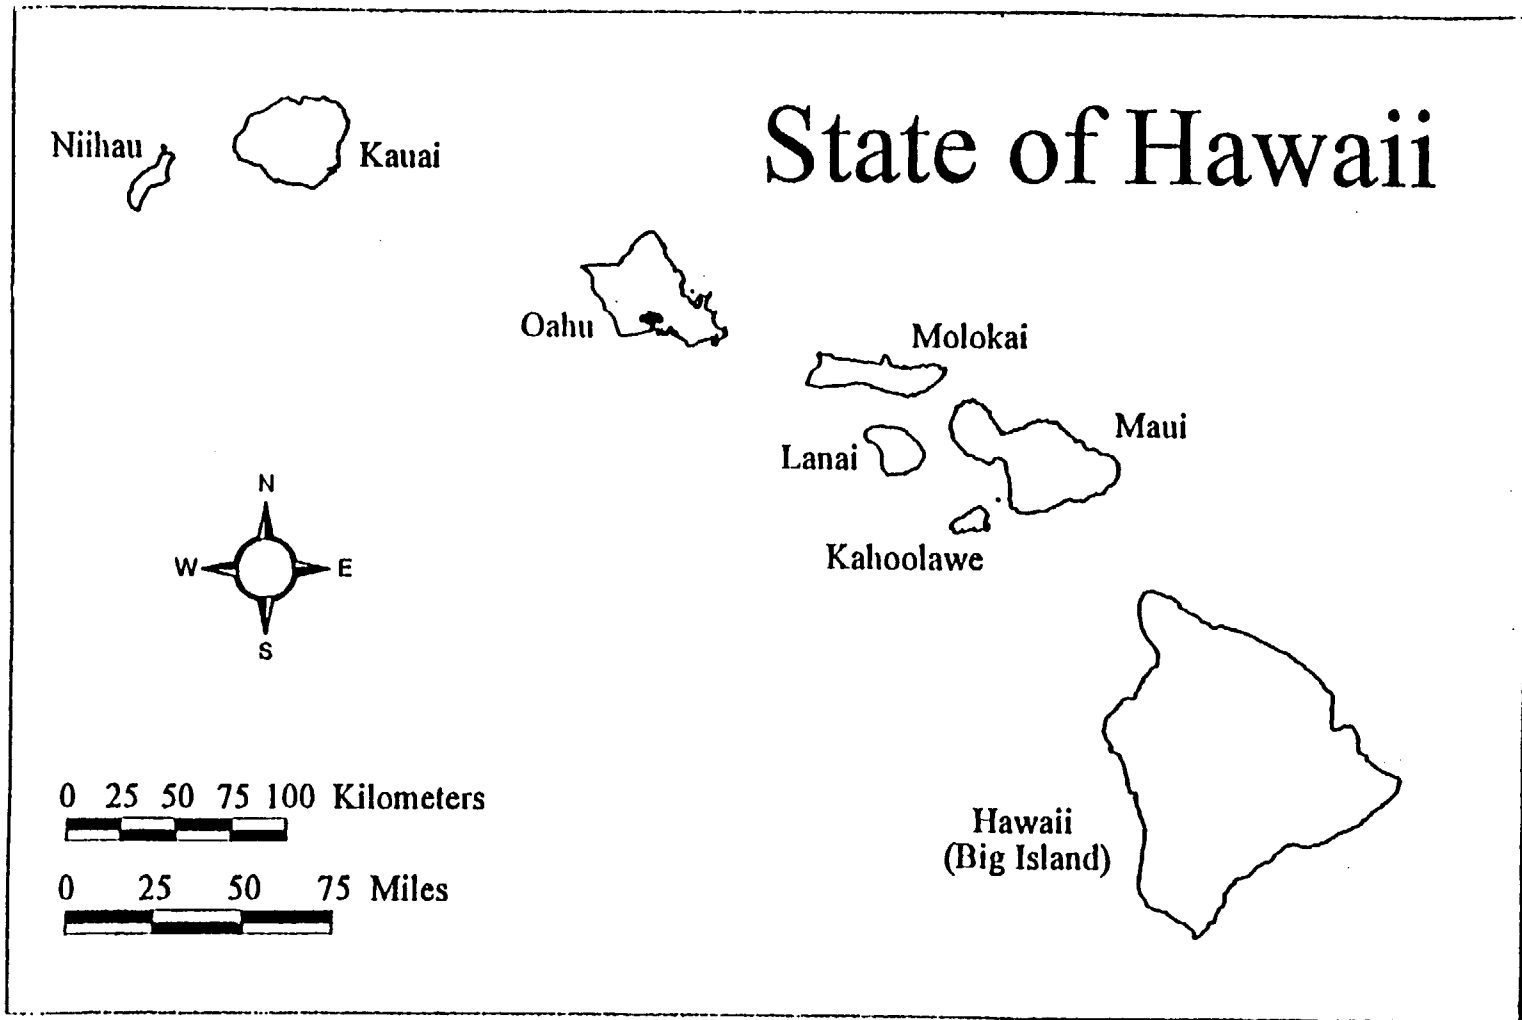 State of Hawaii
Niihau
Kauai
Oahu
Molokai
Maui
Lanai
Kahoolawe
N
W E
S
Hawaii
(Big Island)
0 25 50 75 100 Kilometers
0 25 50 75 Miles